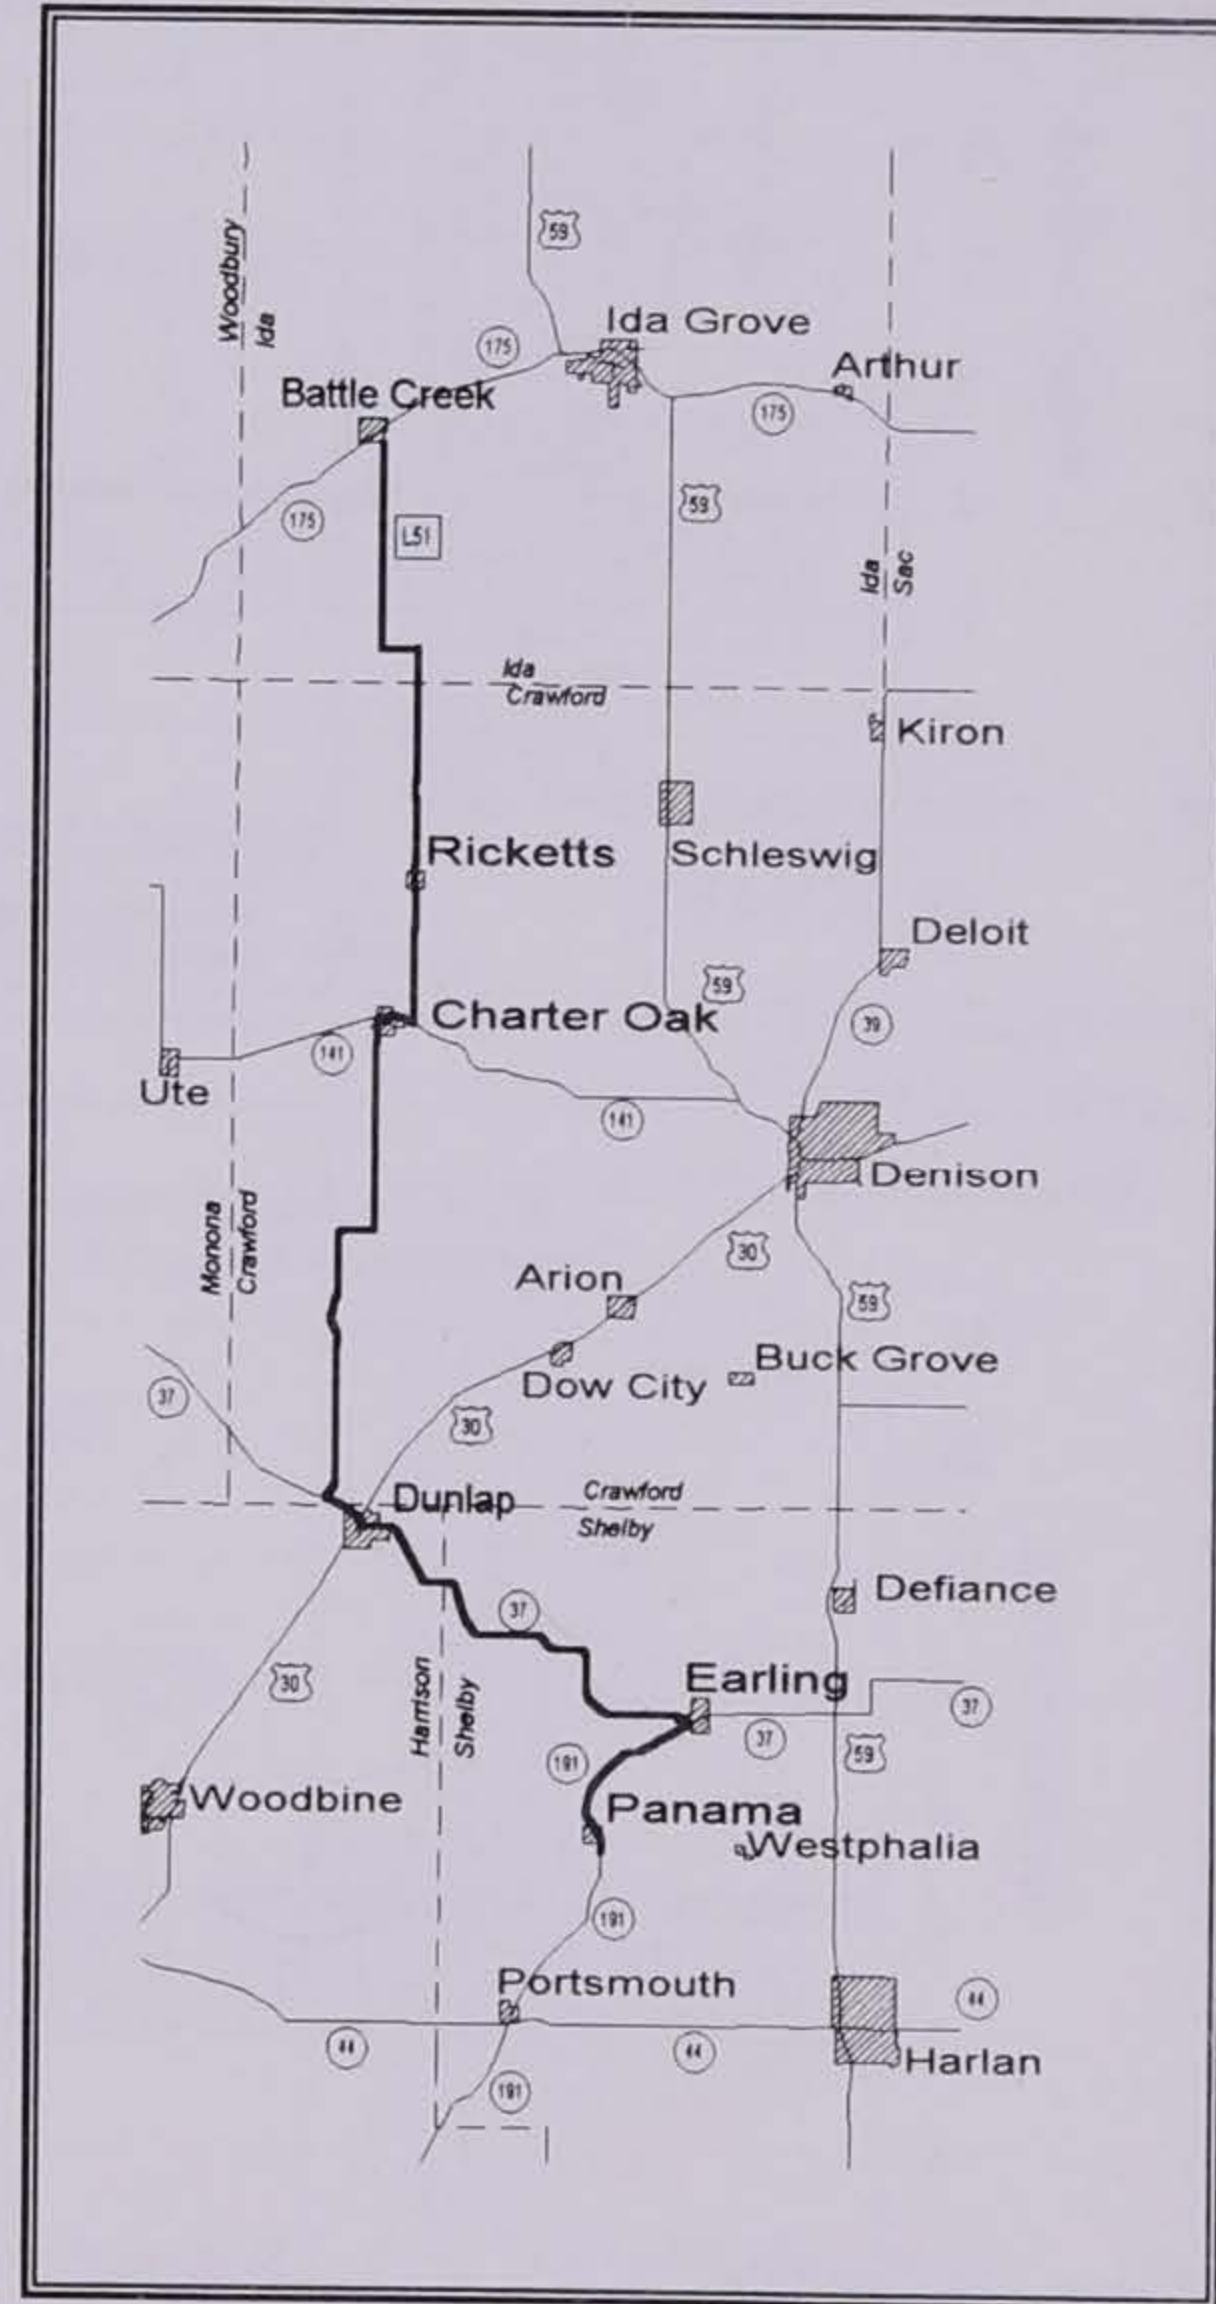 59
Woodbury
Ida
Ida Grove
175
Arthur
Battle Creek
175
59
175
L51
Ida
Sac
Ida
Crawford
Kiron
Ricketts
Schleswig
Deloit
59
Charter Oak
39
141
Ute
141
Denison
Monona
Crawford
30
Arion
59
Buck Grove
Dow City
37
30
Dunlap
Crawford
Shelby
Defiance
37
Earling
30
Harrison
Shelby
37
37
59
191
Woodbine
Panama
Westphalia
191
Portsmouth
44
44
44
Harlan
191